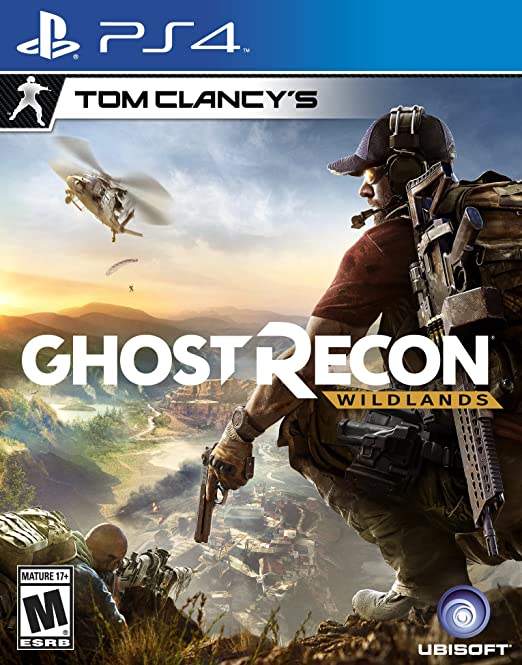 PS4
TOM CLANCY'S
GHOST RECON®
WILDLANDS
MATURE 17+
M
ESRB
UBISOFT®